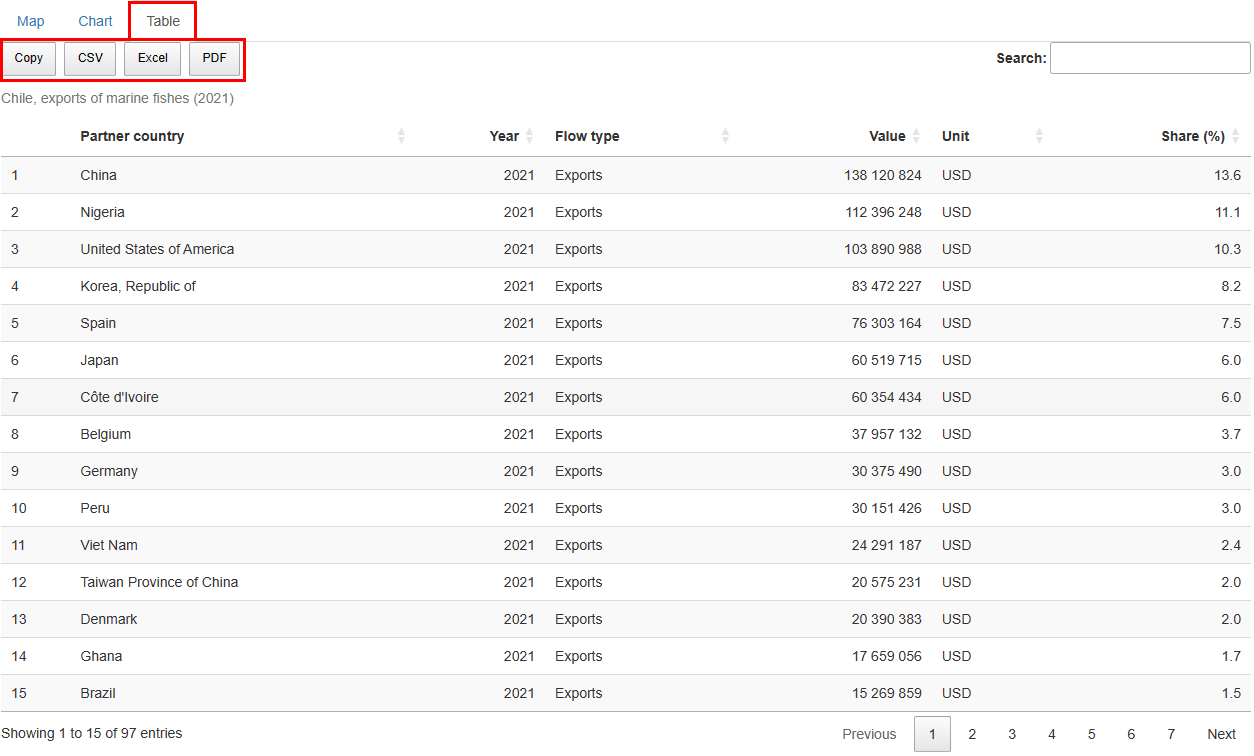 Map Chart Table
Copy CSV Excel PDF Search:
Chile, exports of marine fishes (2021)
Partner country Year Flow type Value Unit Share (%)
1 China 2021 Exports 138 120 824 USD 13.6
2 Nigeria 2021 Exports 112 396 248 USD 11.1
3 United States of America 2021 Exports 103 890 988 USD 10.3
4 Korea, Republic of 2021 Exports 83 472 227 USD 8.2
5 Spain 2021 Exports 76 303 164 USD 7.5
6 Japan 2021 Exports 60 519 715 USD 6.0
7 Côte d'Ivoire 2021 Exports 60 354 434 USD 6.0
8 Belgium 2021 Exports 37 957 132 USD 3.7
9 Germany 2021 Exports 30 375 490 USD 3.0
10 Peru 2021 Exports 30 151 426 USD 3.0
11 Viet Nam 2021 Exports 24 291 187 USD 2.4
12 Taiwan Province of China 2021 Exports 20 575 231 USD 2.0
13 Denmark 2021 Exports 20 390 383 USD 2.0
14 Ghana 2021 Exports 17 659 056 USD 1.7
15 Brazil 2021 Exports 15 269 859 USD 1.5
Showing 1 to 15 of 97 entries Previous 1 2 3 4 5 6 7 Next